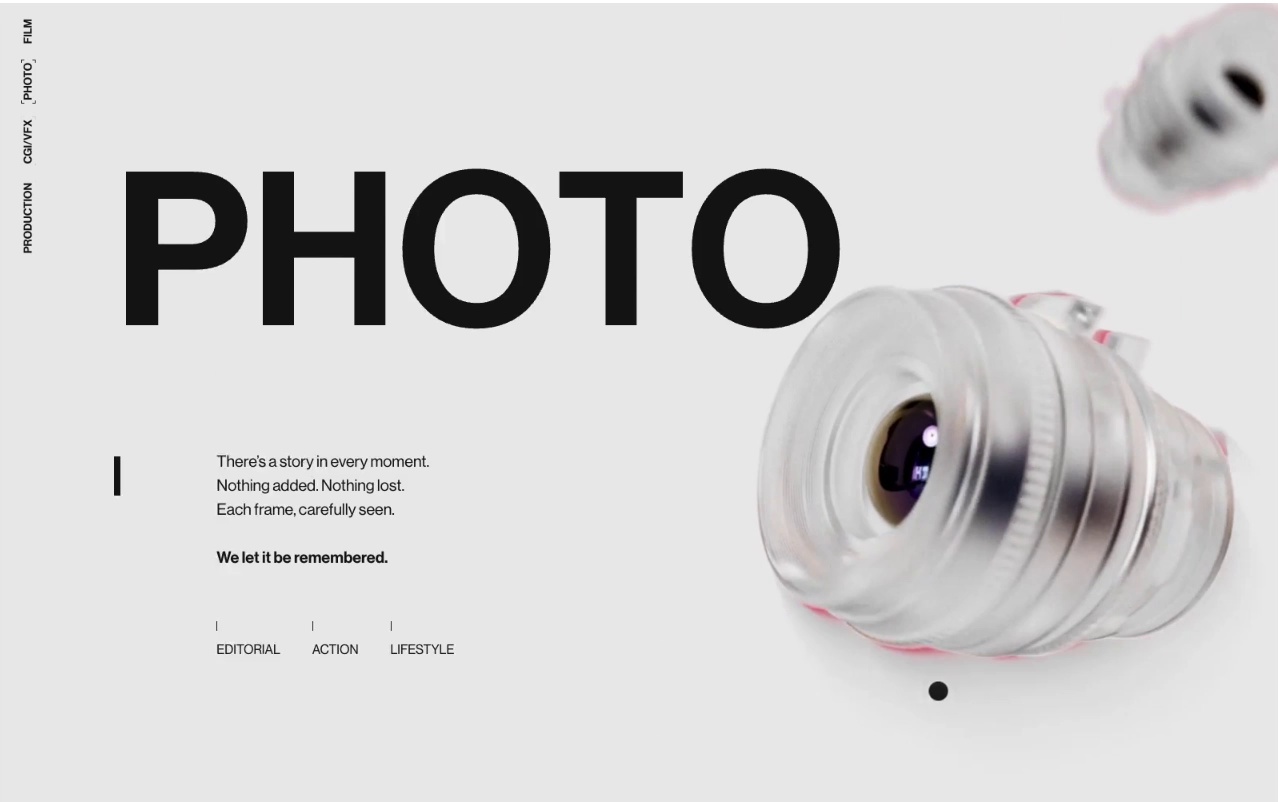 FILM
PHOTO
CGI/VFX
PRODUCTION
PHOTO
There's a story in every moment.
Nothing added. Nothing lost.
Each frame, carefully seen.
We let it be remembered.
EDITORIAL ACTION LIFESTYLE